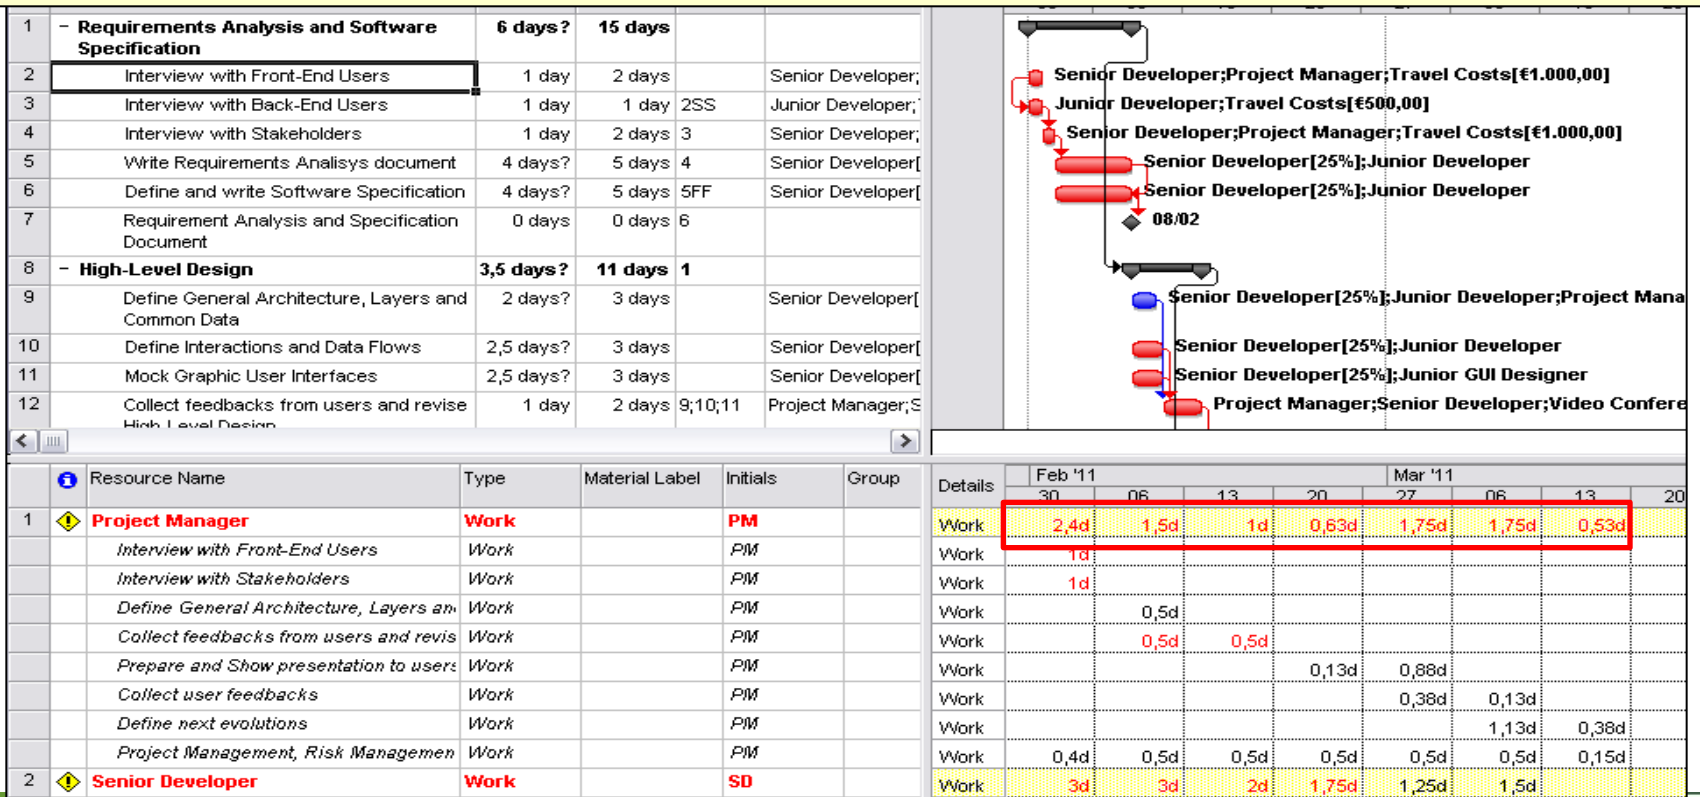 1 − Requirements Analysis and Software Specification 6 days? 15 days
2 Interview with Front-End Users 1 day 2 days Senior Developer; Senior Developer;Project Manager;Travel Costs[€1.000,00]
3 Interview with Back-End Users 1 day 1 day 2SS Junior Developer; Junior Developer;Travel Costs[€500,00]
4 Interview with Stakeholders 1 day 2 days 3 Senior Developer; Senior Developer;Project Manager;Travel Costs[€1.000,00]
5 Write Requirements Analisys document 4 days? 5 days 4 Senior Developer[ Senior Developer[25%];Junior Developer
6 Define and write Software Specification 4 days? 5 days 5FF Senior Developer[ Senior Developer[25%];Junior Developer
7 Requirement Analysis and Specification Document 0 days 0 days 6 08/02
8 − High-Level Design 3,5 days? 11 days 1
9 Define General Architecture, Layers and Common Data 2 days? 3 days Senior Developer[ Senior Developer[25%];Junior Developer;Project Mana
10 Define Interactions and Data Flows 2,5 days? 3 days Senior Developer[ Senior Developer[25%];Junior Developer
11 Mock Graphic User Interfaces 2,5 days? 3 days Senior Developer[ Senior Developer[25%];Junior GUI Designer
12 Collect feedbacks from users and revise High Level Design 1 day 2 days 9;10;11 Project Manager;S Project Manager;Senior Developer;Video Confere
Resource Name Type Material Label Initials Group Details Feb '11 Mar '11
30 06 13 20 27 06 13 20
1 Project Manager Work PM Work 2,4d 1,5d 1d 0,63d 1,75d 1,75d 0,53d
Interview with Front-End Users Work PM Work 1d
Interview with Stakeholders Work PM Work 1d
Define General Architecture, Layers an Work PM Work 0,5d
Collect feedbacks from users and revis Work PM Work 0,5d 0,5d
Prepare and Show presentation to users Work PM Work 0,13d 0,88d
Collect user feedbacks Work PM Work 0,38d 0,13d
Define next evolutions Work PM Work 1,13d 0,38d
Project Management, Risk Managemen Work PM Work 0,4d 0,5d 0,5d 0,5d 0,5d 0,5d 0,15d
2 Senior Developer Work SD Work 3d 3d 2d 1,75d 1,25d 1,5d